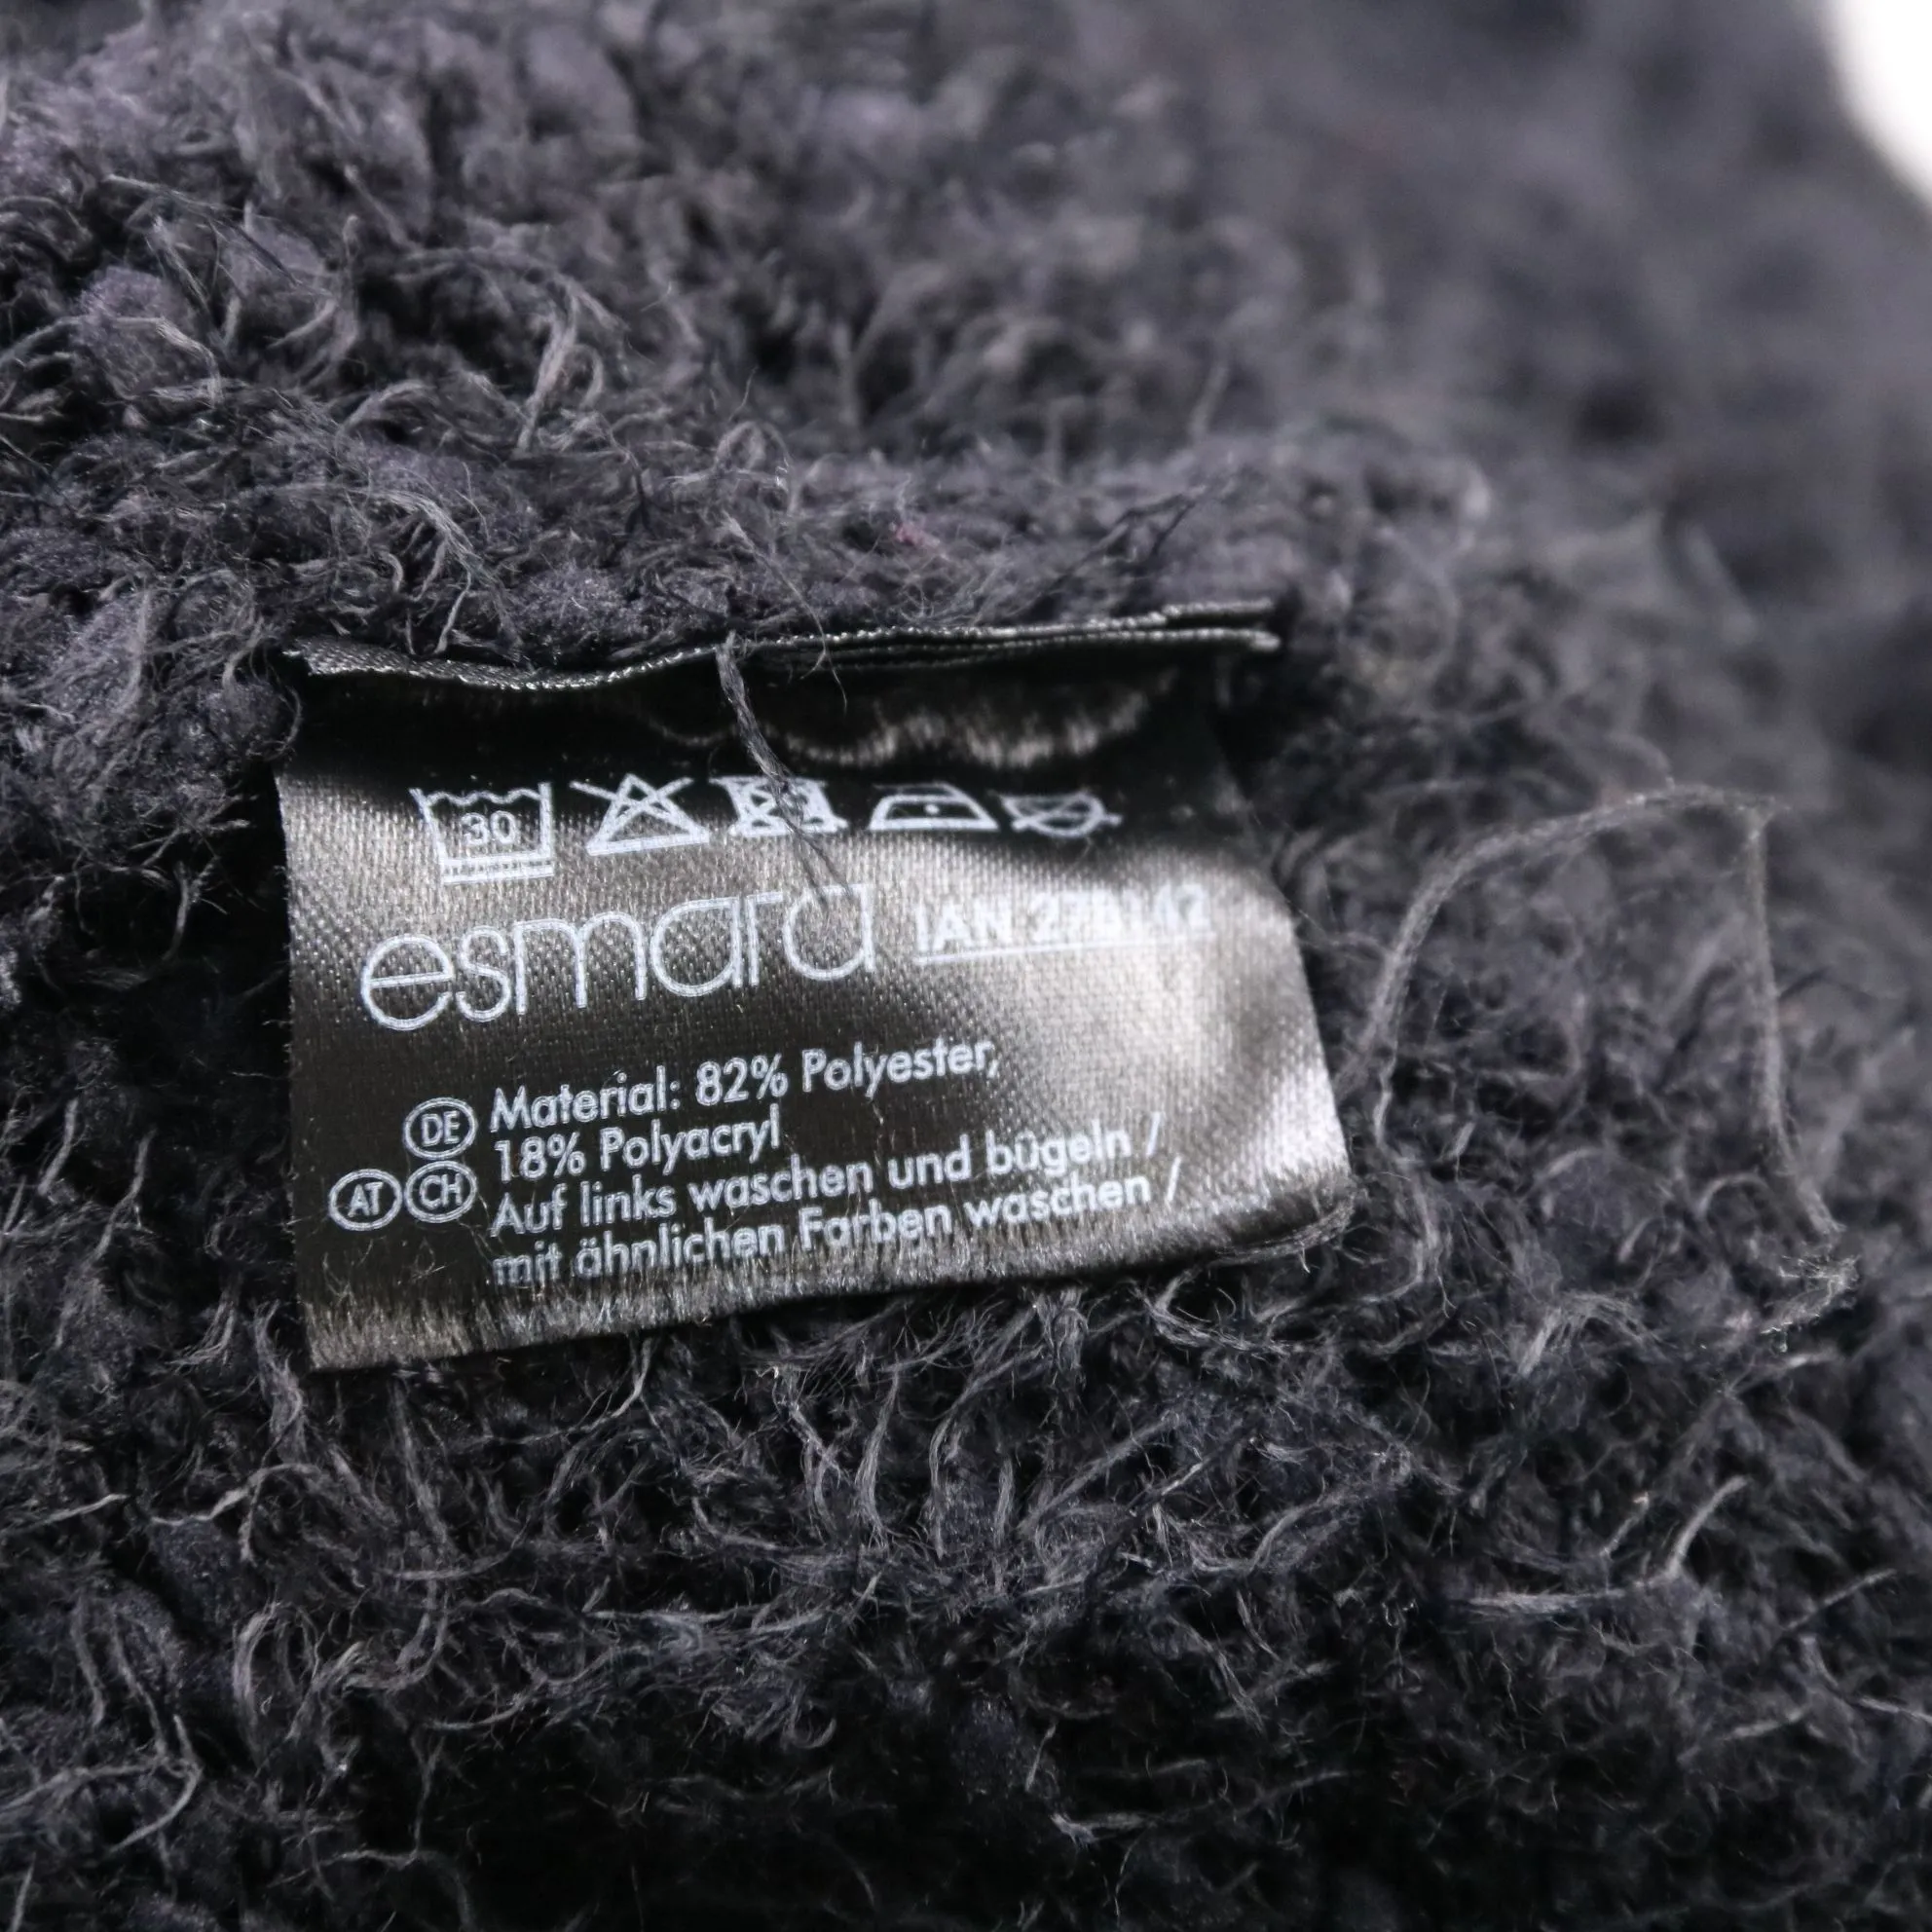 30
esmara IAN
DE Material: 82% Polyester,
18% Polyacryl
AT CH Auf links waschen und bügeln /
mit ähnlichen Farben waschen /